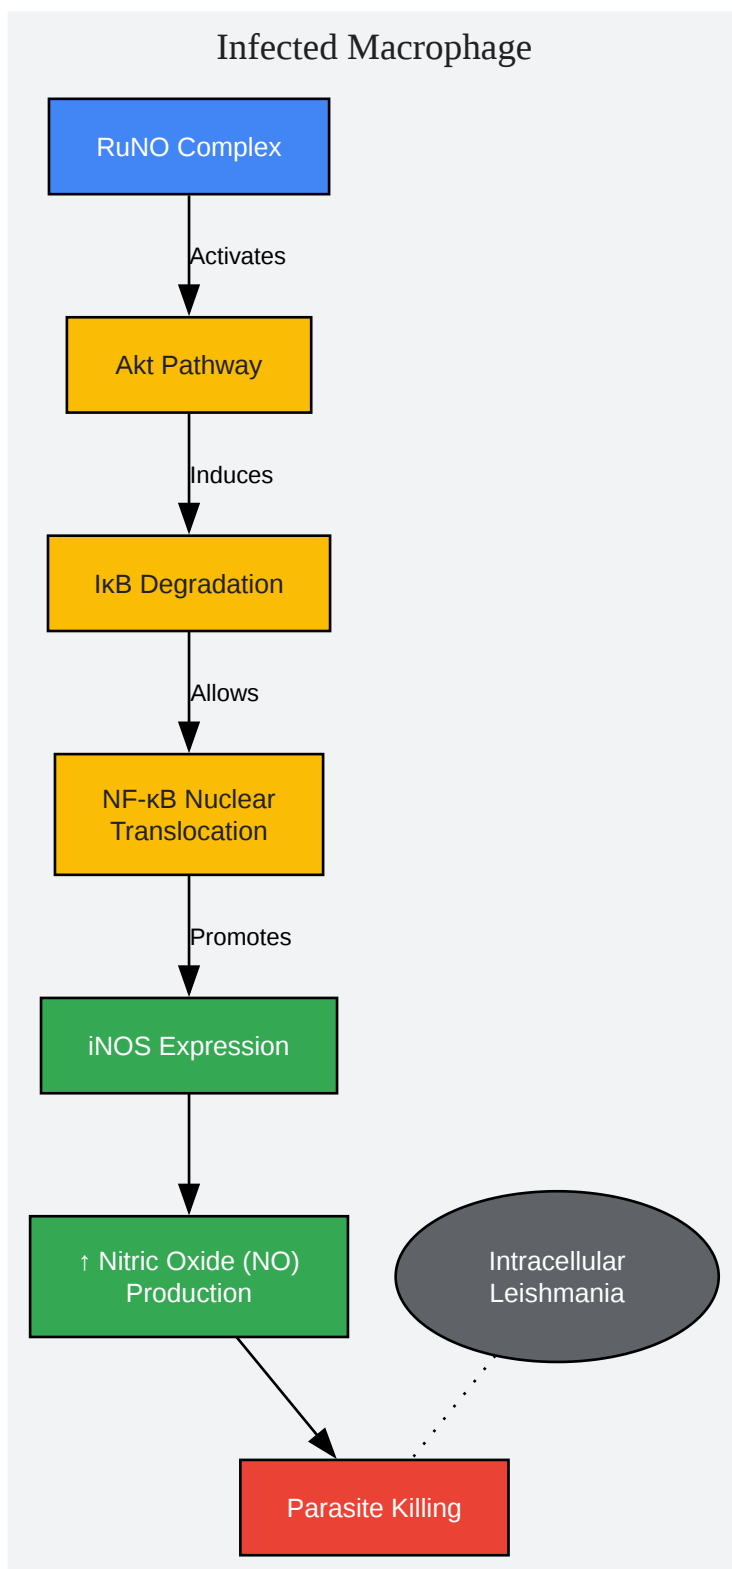 Infected Macrophage
RuNO Complex
Activates
Akt Pathway
Induces
IκB Degradation
Allows
NF-κB Nuclear
Translocation
Promotes
iNOS Expression
↑ Nitric Oxide (NO)
Production
Intracellular
Leishmania
Parasite Killing